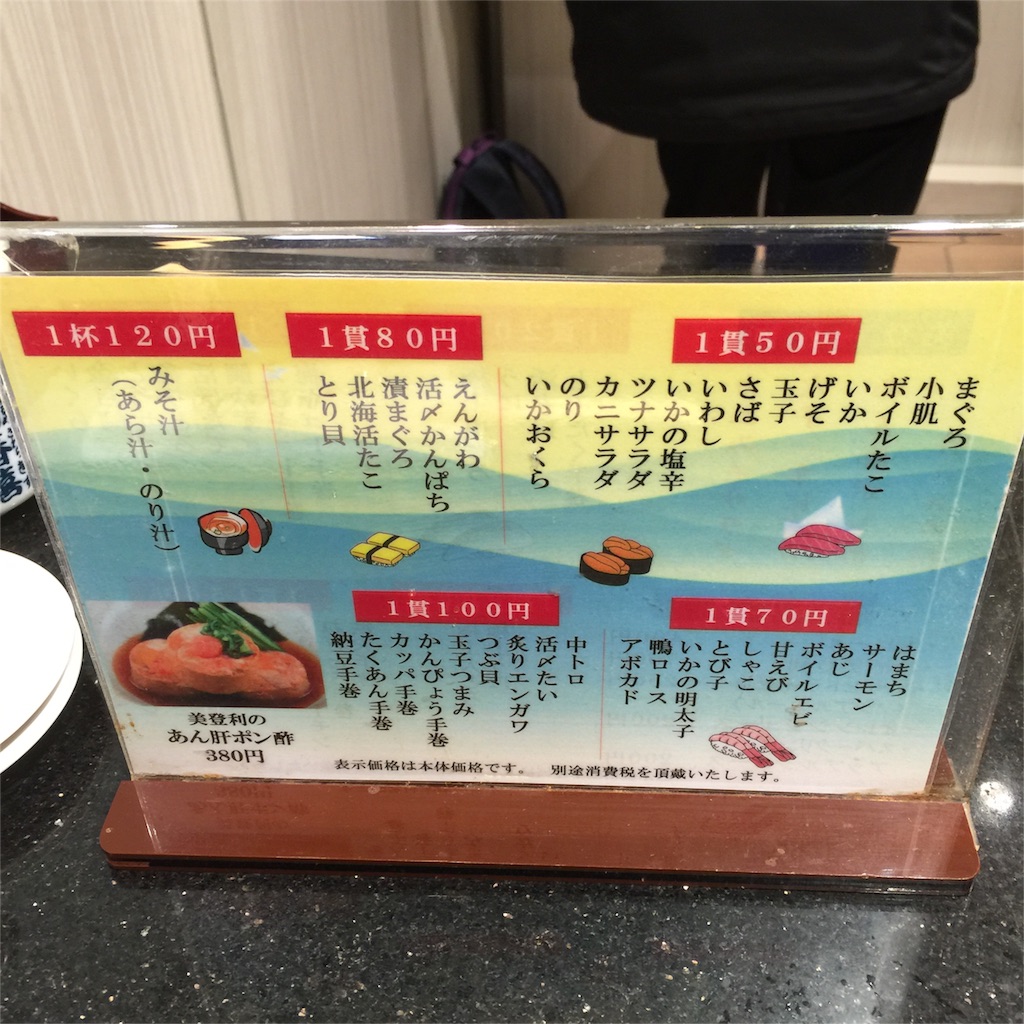 1貫50円
まぐろ
小肌
ボイルたこ
いか
げそ
玉子
さば
いわし
いかの塩辛
ツナサラダ
カニサラダ
のり
いかおくら
1貫80円
えんがわ
活〆かんぱち
漬まぐろ
北海活たこ
とり貝
1杯120円
みそ汁
(あら汁・のり汁)
1貫70円
はまち
サーモン
あじ
ボイルエビ
甘えび
しゃこ
とび子
いかの明太子
鴨ロース
アボカド
1貫100円
中トロ
活〆たい
炙りエンガワ
つぶ貝
玉子つまみ
かんぴょう手巻
カッパ手巻
たくあん手巻
納豆手巻
美登利の
あん肝ポン酢
380円
表示価格は本体価格です。 別途消費税を頂戴いたします。